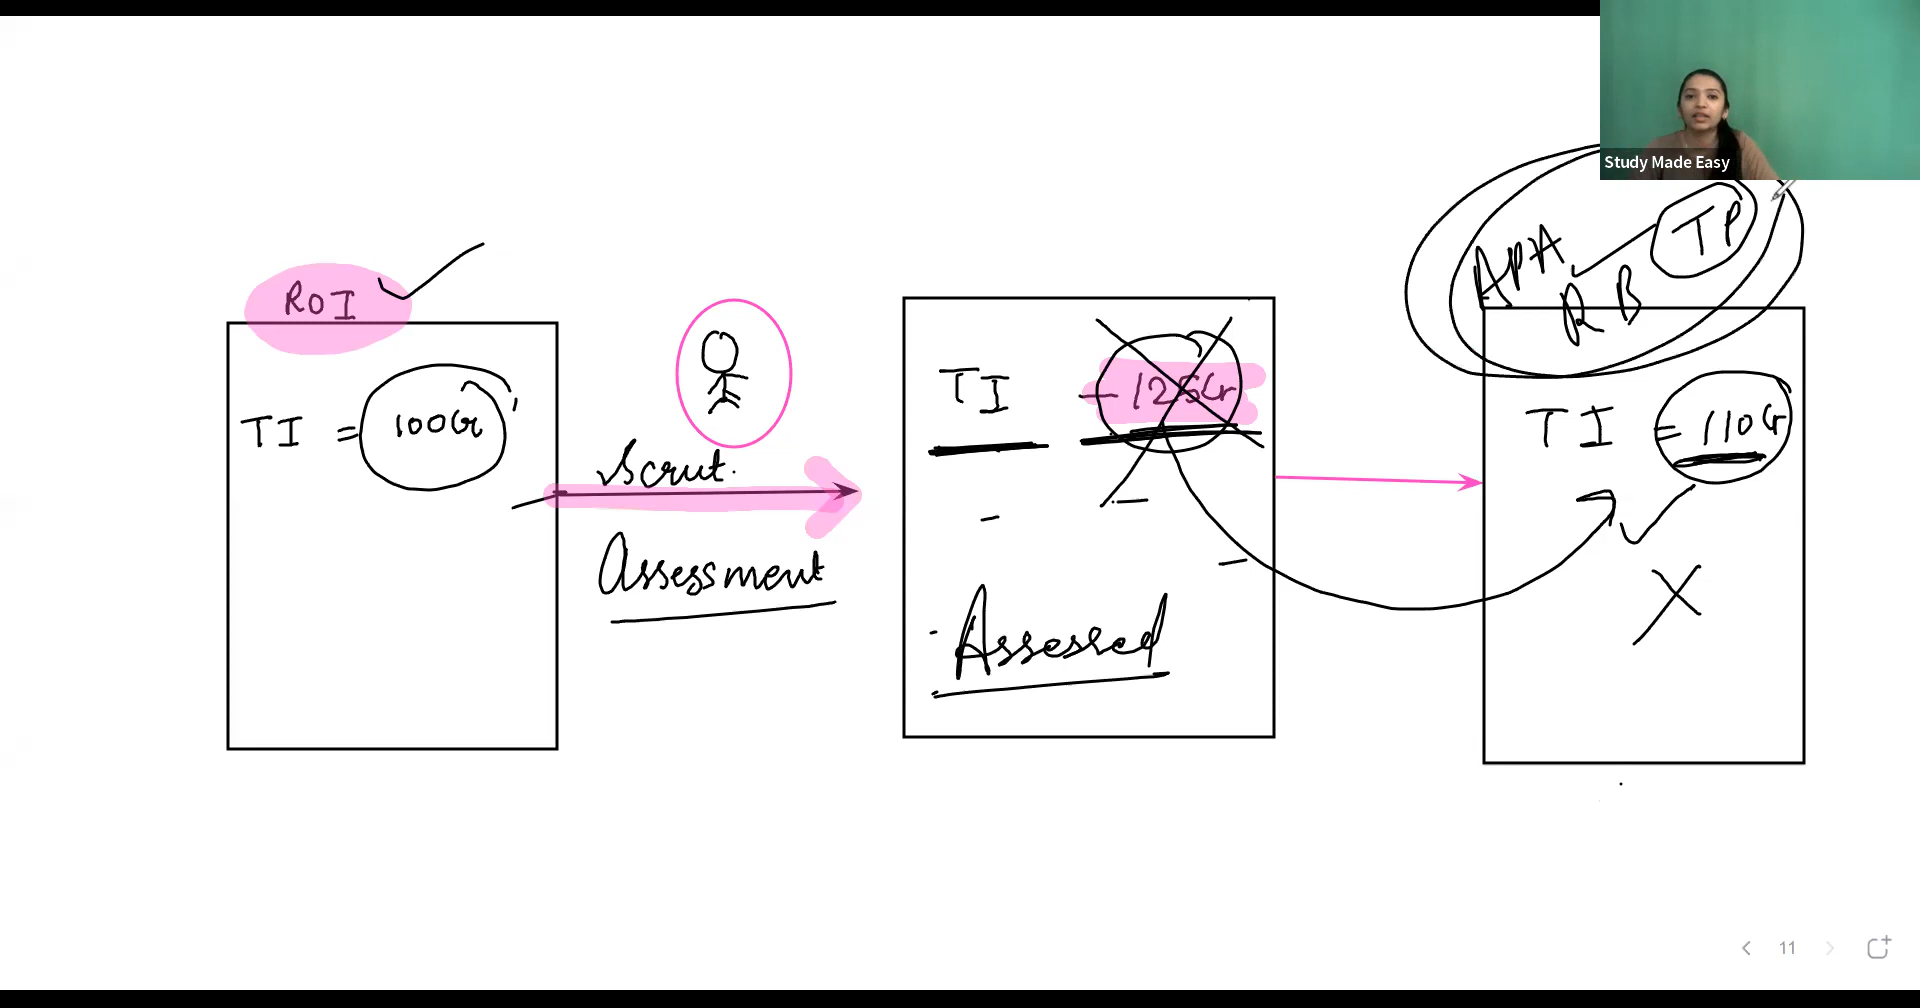 Study Made Easy
ROI
TI = 100Cr
Scrut.
Assessment
TI - 125Cr
Assessed
APA
TP
RB
TI = 110Cr
11